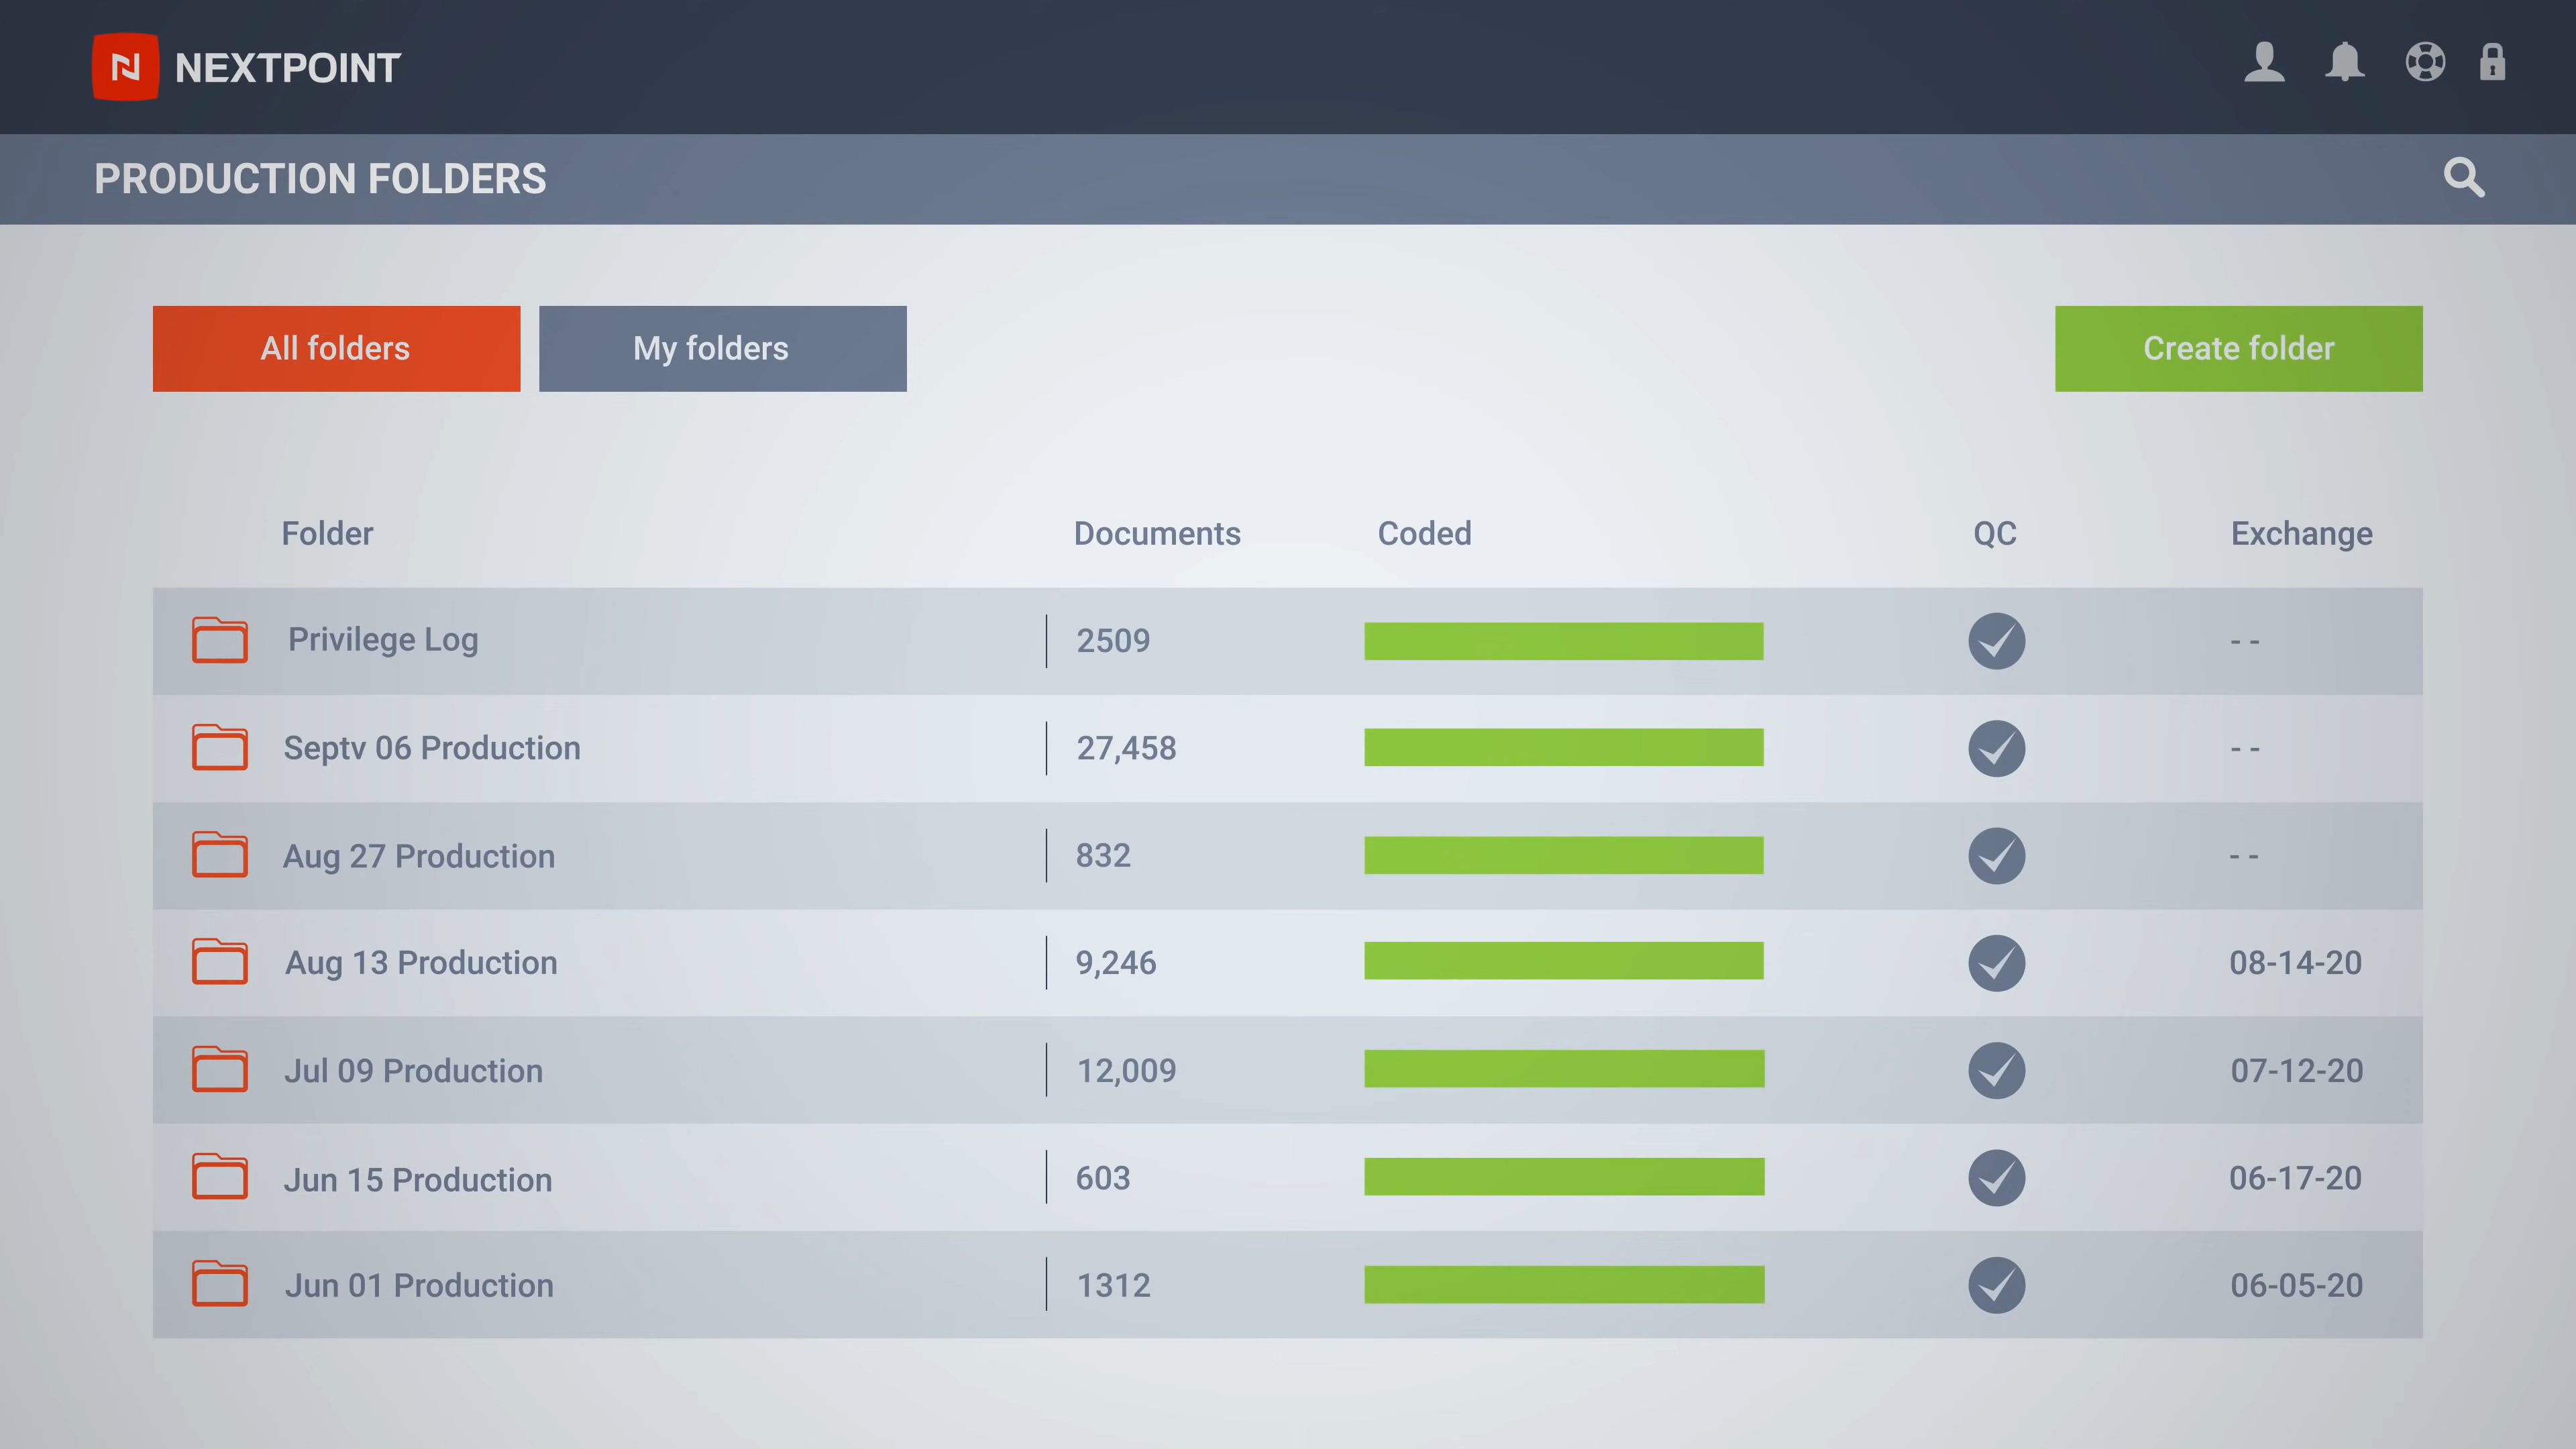 NEXTPOINT
PRODUCTION FOLDERS
All folders
My folders
Create folder
Folder Documents Coded QC Exchange
Privilege Log 2509 - -
Septv 06 Production 27,458 - -
Aug 27 Production 832 - -
Aug 13 Production 9,246 08-14-20
Jul 09 Production 12,009 07-12-20
Jun 15 Production 603 06-17-20
Jun 01 Production 1312 06-05-20